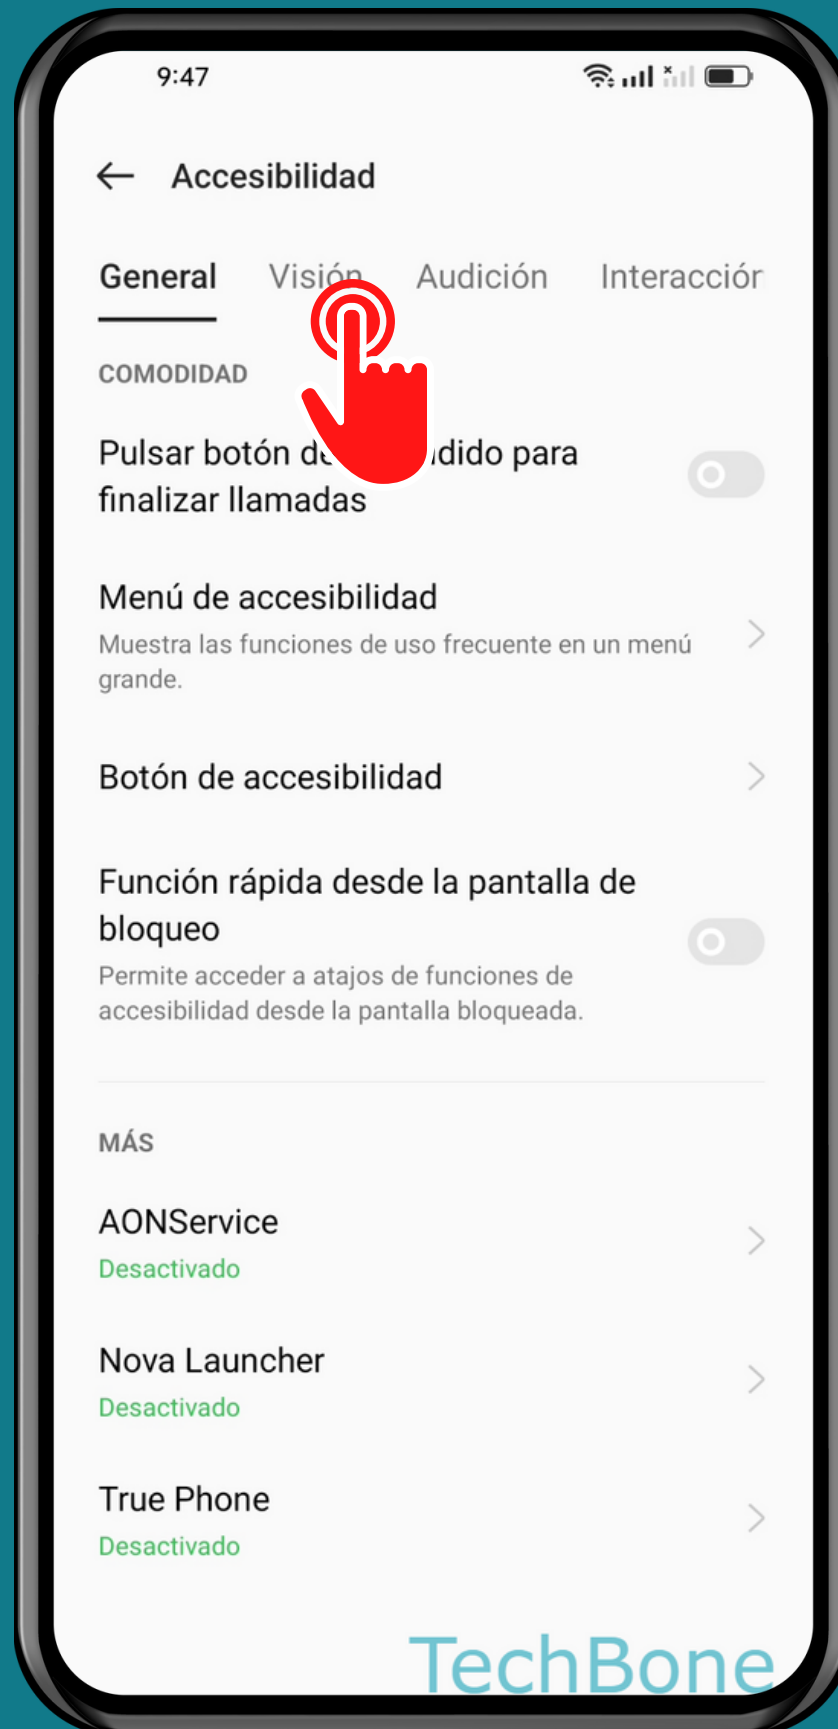 9:47
Accesibilidad
General Visión Audición Interacción
COMODIDAD
Pulsar botón de dido para
finalizar llamadas
Menú de accesibilidad
Muestra las funciones de uso frecuente en un menú
grande.
Botón de accesibilidad
Función rápida desde la pantalla de
bloqueo
Permite acceder a atajos de funciones de
accesibilidad desde la pantalla bloqueada.
MÁS
AONService
Desactivado
Nova Launcher
Desactivado
True Phone
Desactivado
TechBone